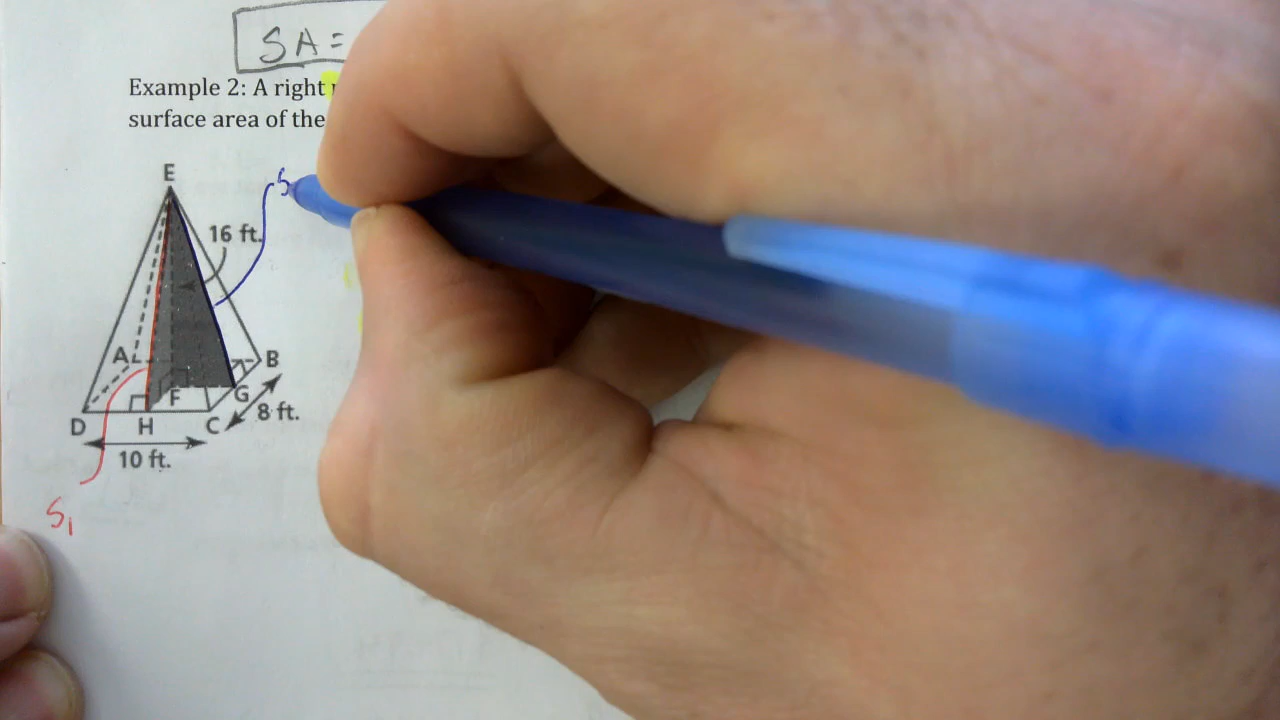 SA=
Example 2: A right
surface area of the
E
16 ft.
S
A
B
F
G
8 ft.
D
H
C
10 ft.
S1